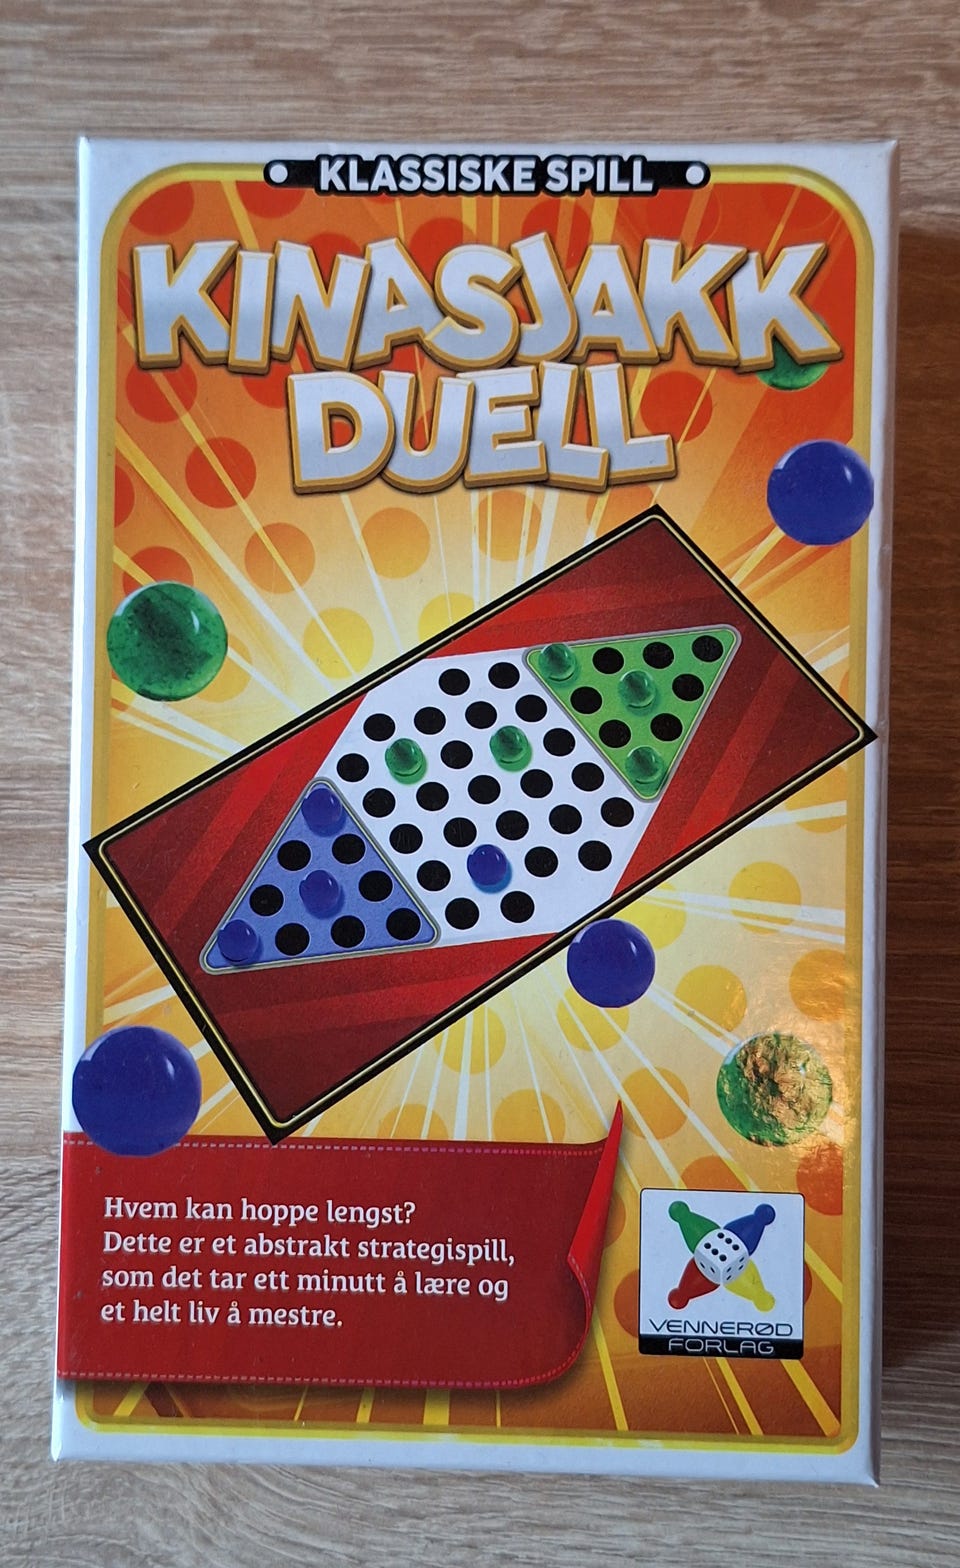 KLASSISKE SPILL
KINASJAKK
DUELL
Hvem kan hoppe lengst?
Dette er et abstrakt strategispill,
som det tar ett minutt å lære og
et helt liv å mestre.
VENNERØD
FORLAG